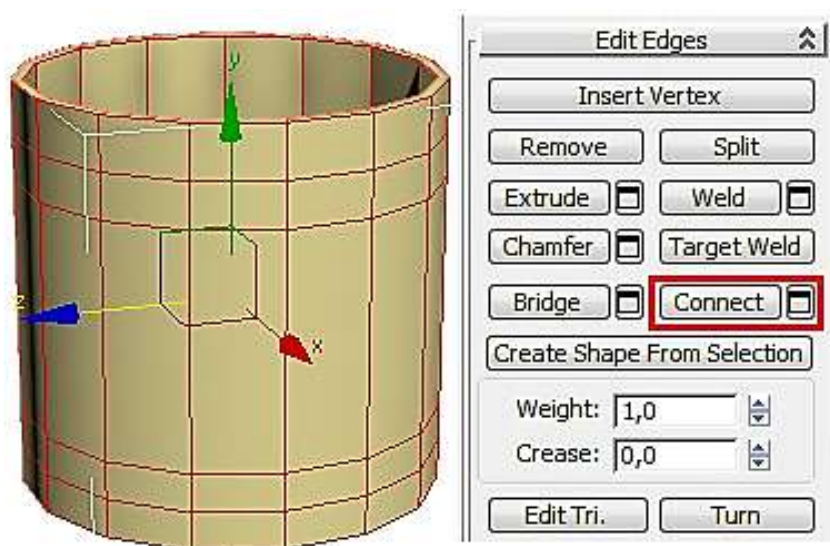 y
z
x
Edit Edges
Insert Vertex
Remove Split
Extrude Weld
Chamfer Target Weld
Bridge Connect
Create Shape From Selection
Weight: 1,0
Crease: 0,0
Edit Tri. Turn